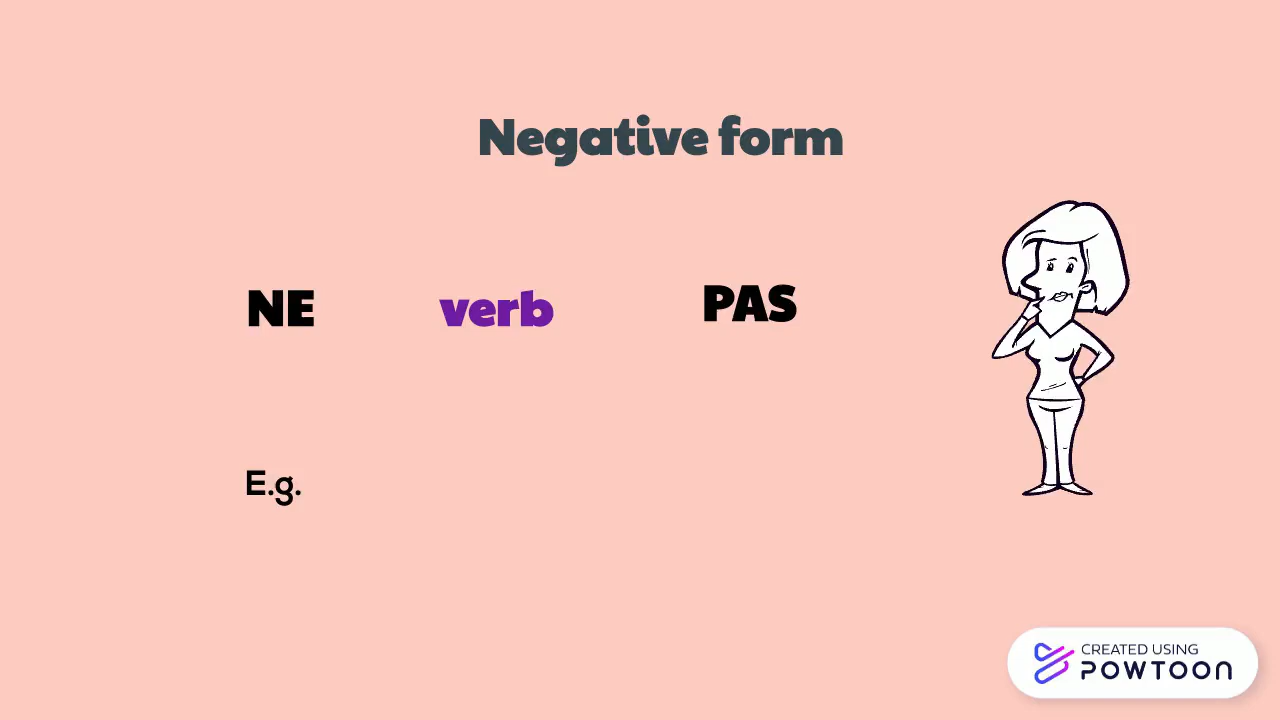 Negative form
NE verb PAS
E.g.
CREATED USING
POWTOON